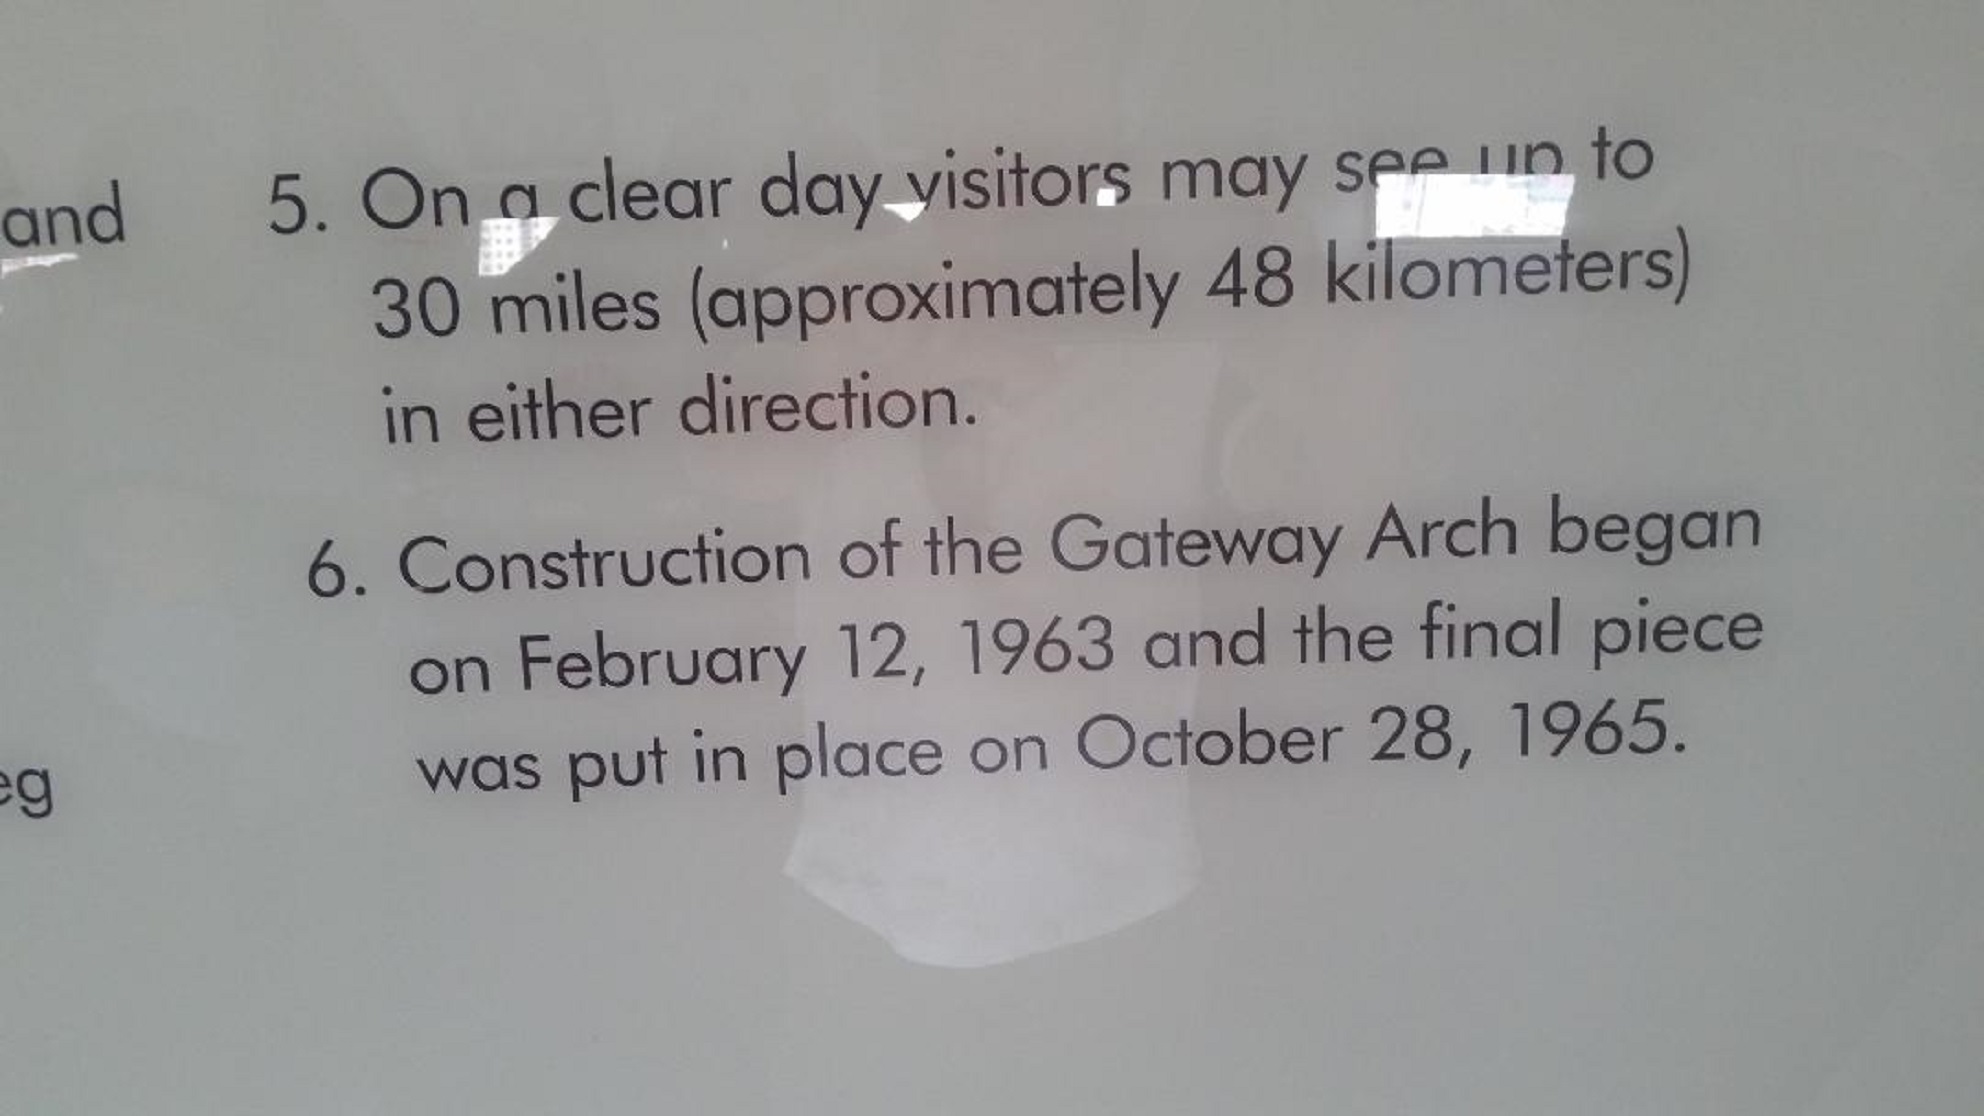 and
5. On a clear day visitors may see up to
30 miles (approximately 48 kilometers)
in either direction.
6. Construction of the Gateway Arch began
on February 12, 1963 and the final piece
eg
was put in place on October 28, 1965.